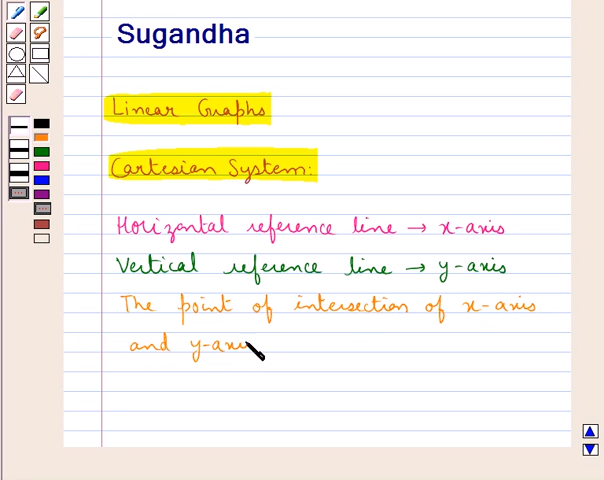 Sugandha
Linear Graphs
Cartesian System:
Horizontal reference line → x-axis
Vertical reference line → y-axis
The point of intersection of x-axis
and y-axi